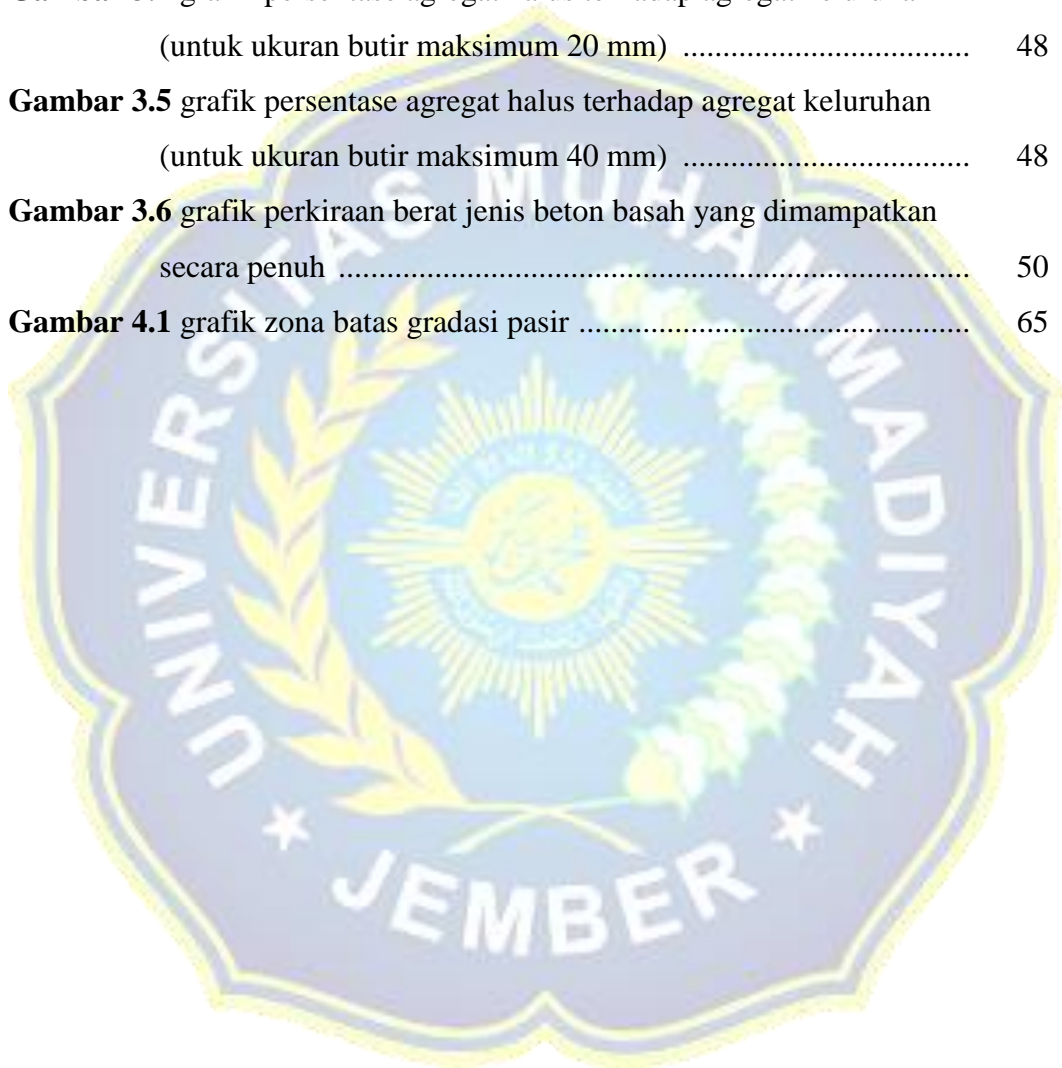 (untuk ukuran butir maksimum 20 mm) .................................. 48
Gambar 3.5 grafik persentase agregat halus terhadap agregat keluruhan
(untuk ukuran butir maksimum 40 mm) .................................. 48
Gambar 3.6 grafik perkiraan berat jenis beton basah yang dimampatkan
secara penuh ........................................................................... 50
Gambar 4.1 grafik zona batas gradasi pasir .............................................. 65
UNIVERSITAS MUHAMMADIYAH
JEMBER